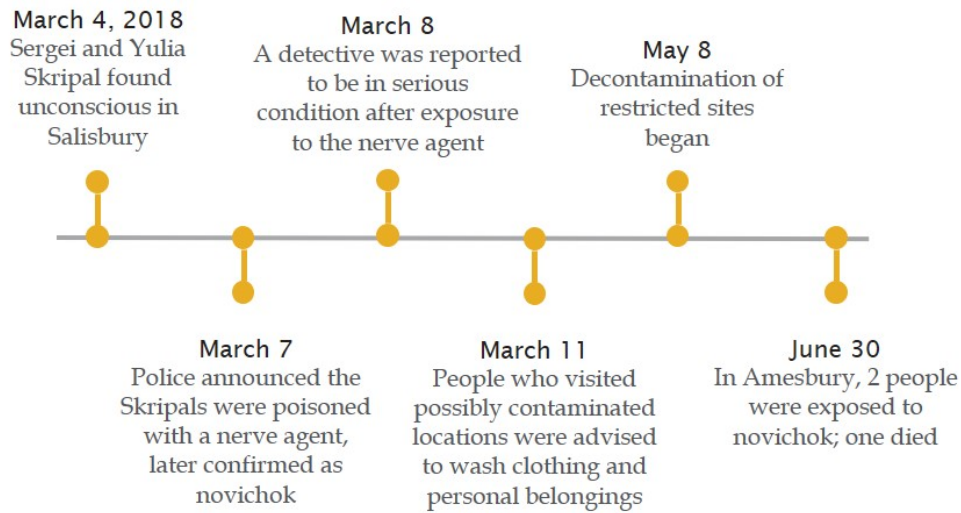 March 4, 2018
Sergei and Yulia
Skripal found
unconscious in
Salisbury
March 7
Police announced the
Skripals were poisoned
with a nerve agent,
later confirmed as
novichok
March 8
A detective was reported
to be in serious
condition after exposure
to the nerve agent
March 11
People who visited
possibly contaminated
locations were advised
to wash clothing and
personal belongings
May 8
Decontamination of
restricted sites
began
June 30
In Amesbury, 2 people
were exposed to
novichok; one died